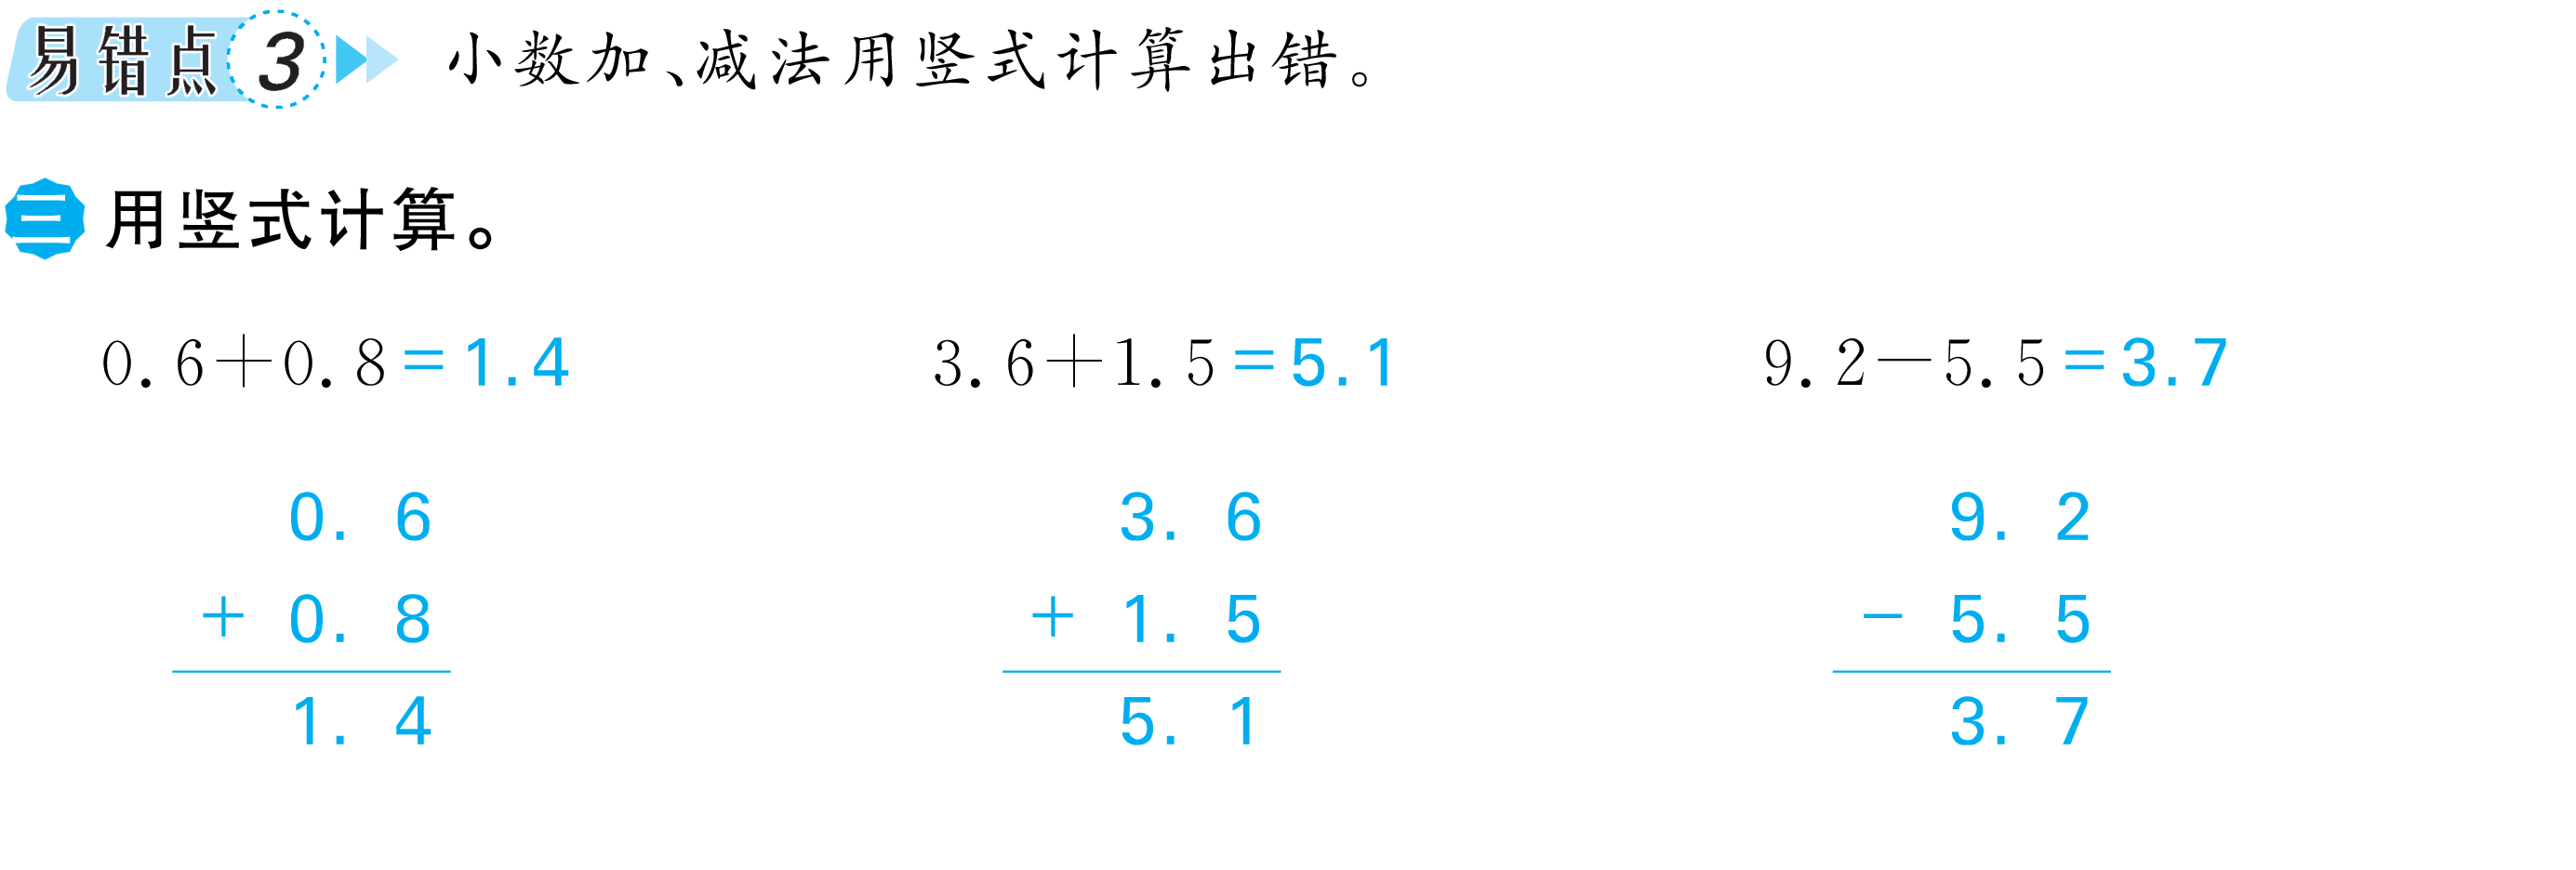 易错点 3 小数加、减法用竖式计算出错。
三 用竖式计算。
0.6+0.8=1.4 3.6+1.5=5.1 9.2-5.5=3.7
0.6 3.6 9.2
+ 0.8 + 1.5 - 5.5
1.4 5.1 3.7